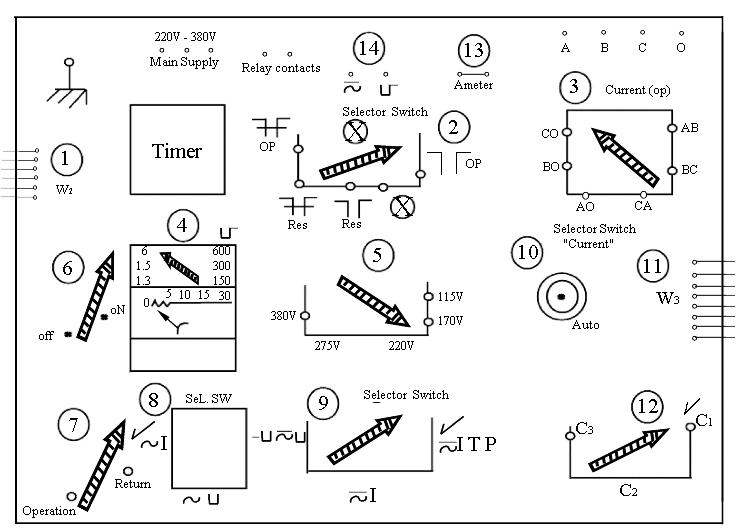 220V - 380V
Main Supply
Relay contacts
14
13
Ameter
A B C O
3 Current (op)
Selector Switch
2
OP
OP
Timer
1
W₂
CO
AB
BO
BC
AO
CA
Res
Res
4
6 600
1.5 300
1.3 150
5 10 15 30
0
5
Selector Switch
"Current"
10
11
W₃
Auto
6
oN
off
380V
115V
170V
275V
220V
7
8
SeL. SW
9
Selector Switch
12
~I
I T P
C₃
C₁
C₂
Return
Operation
~
~I